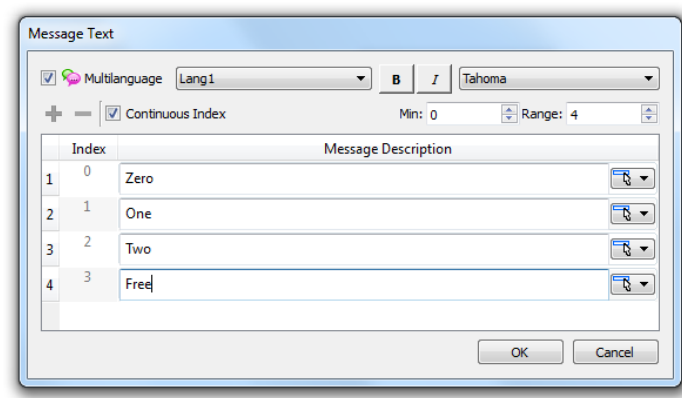 Message Text
Multilanguage Lang1 B I Tahoma
Continuous Index Min: 0 Range: 4
Index Message Description
1 0 Zero
2 1 One
3 2 Two
4 3 Free
OK Cancel